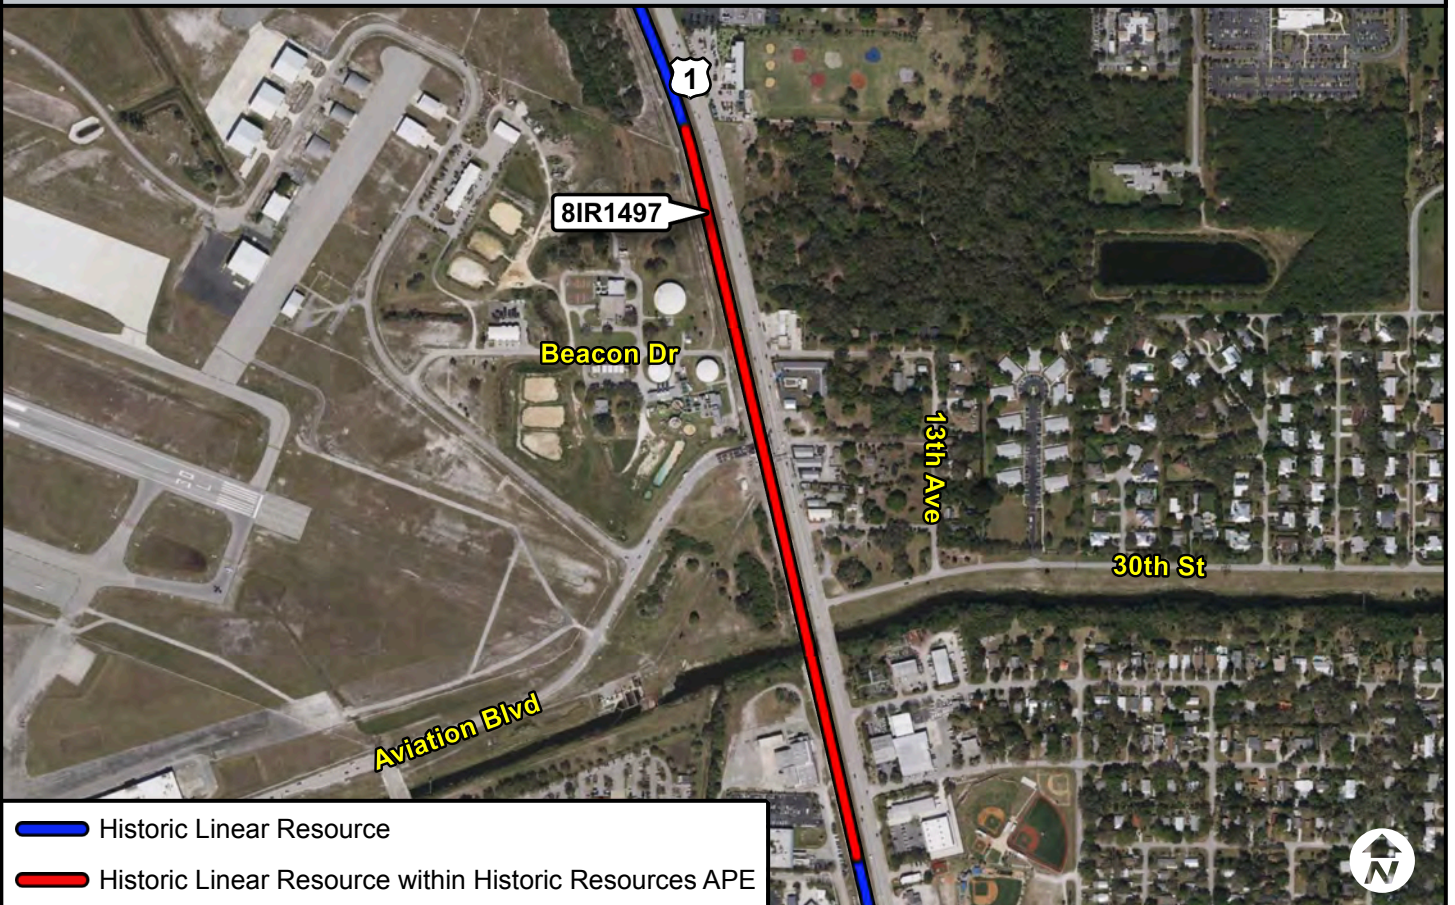 1
8IR1497
Beacon Dr
13th Ave
30th St
Aviation Blvd
Historic Linear Resource
Historic Linear Resource within Historic Resources APE
N